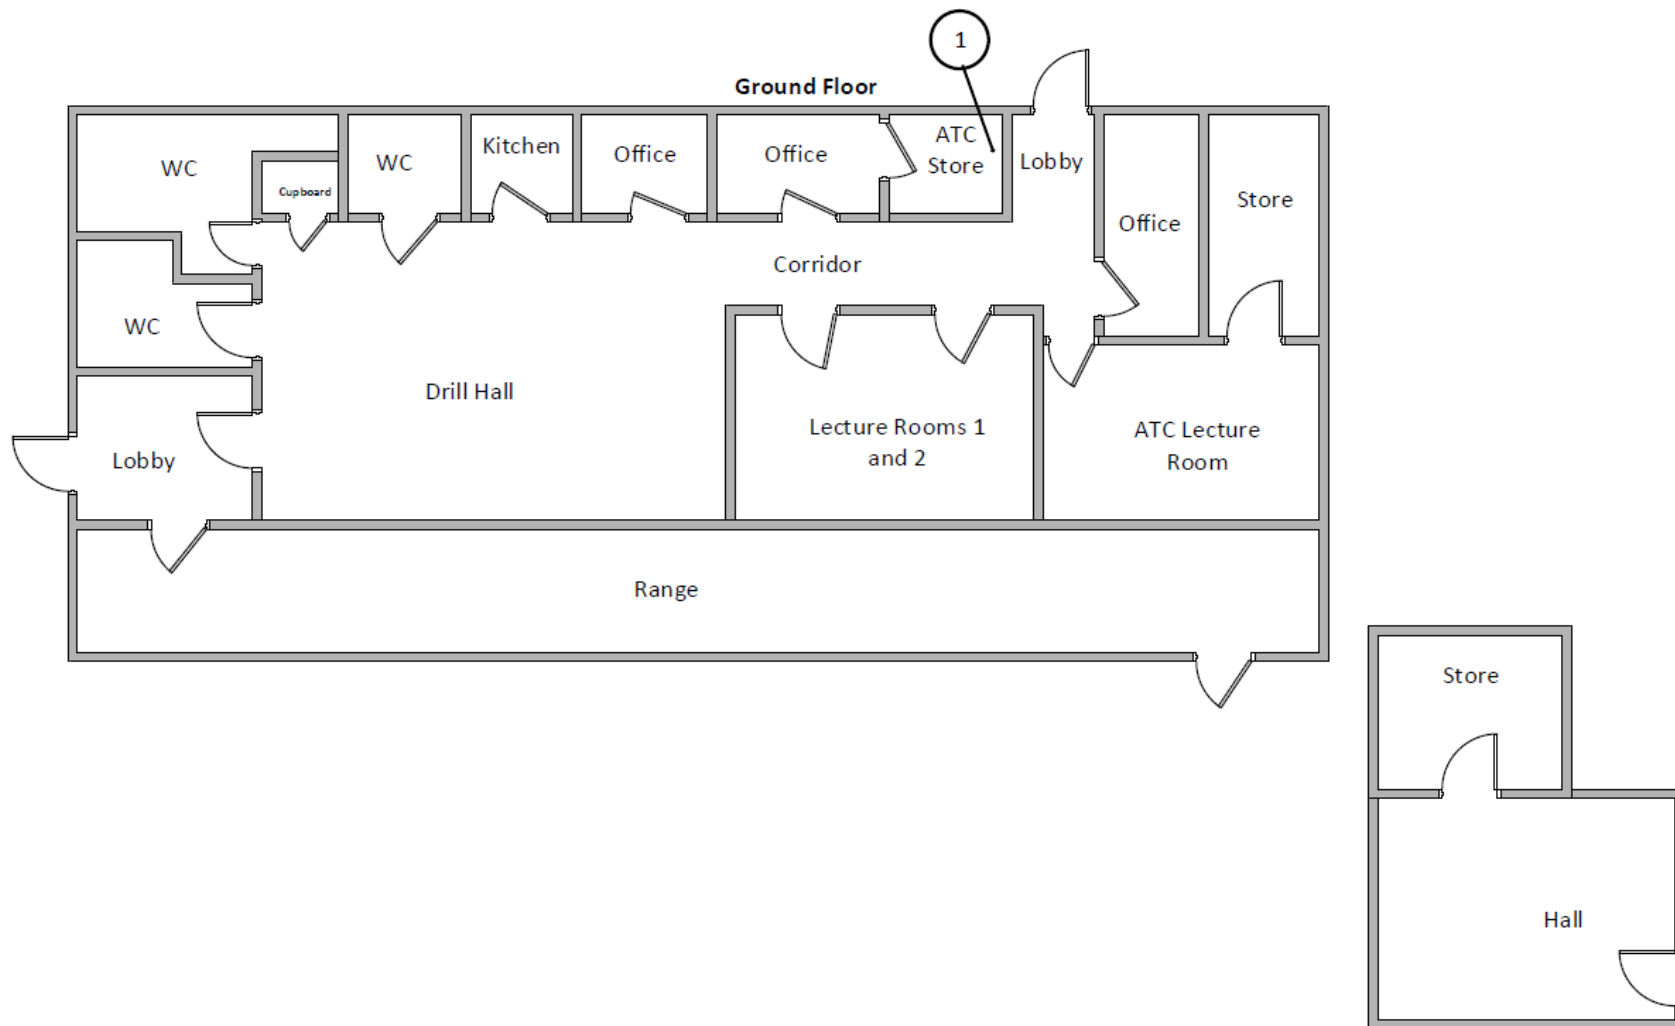 1
Ground Floor
WC
Cupboard
WC
Kitchen
Office
Office
ATC
Store
Lobby
Office
Store
Corridor
WC
Drill Hall
Lobby
Lecture Rooms 1
and 2
ATC Lecture
Room
Range
Store
Hall